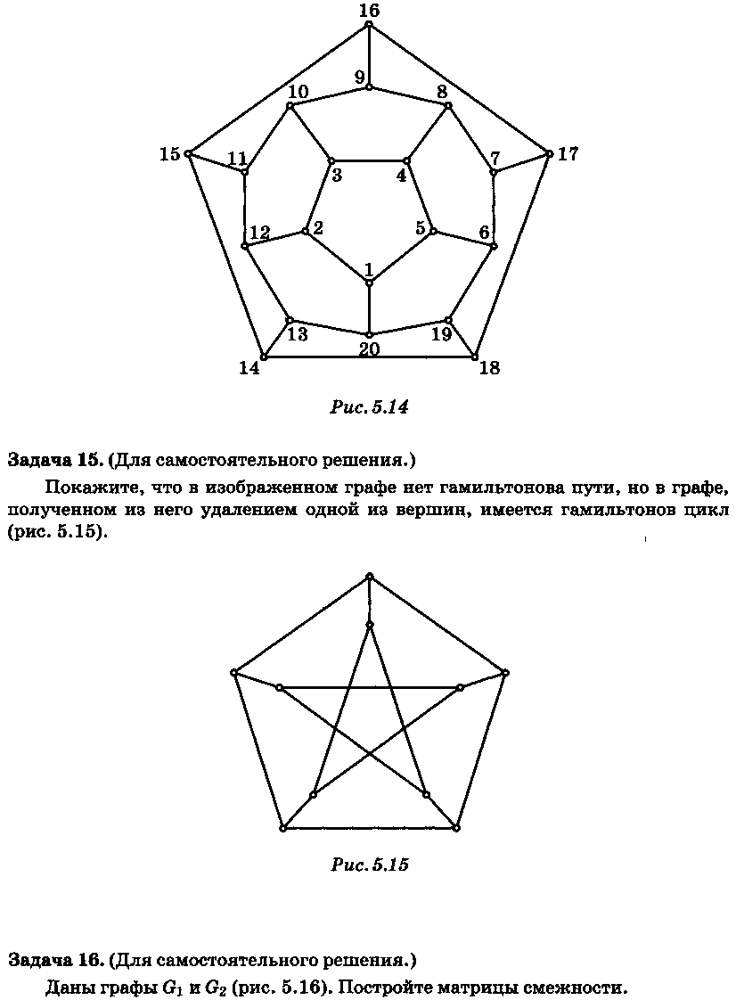 16
9
10
8
15
11
7
17
3
4
12
2
5
6
1
13
19
20
14
18
Рис. 5.14
Задача 15. (Для самостоятельного решения.)
Покажите, что в изображенном графе нет гамильтонова пути, но в графе,
полученном из него удалением одной из вершин, имеется гамильтонов цикл
(рис. 5.15).
Рис. 5.15
Задача 16. (Для самостоятельного решения.)
Даны графы G1 и G2 (рис. 5.16). Постройте матрицы смежности.